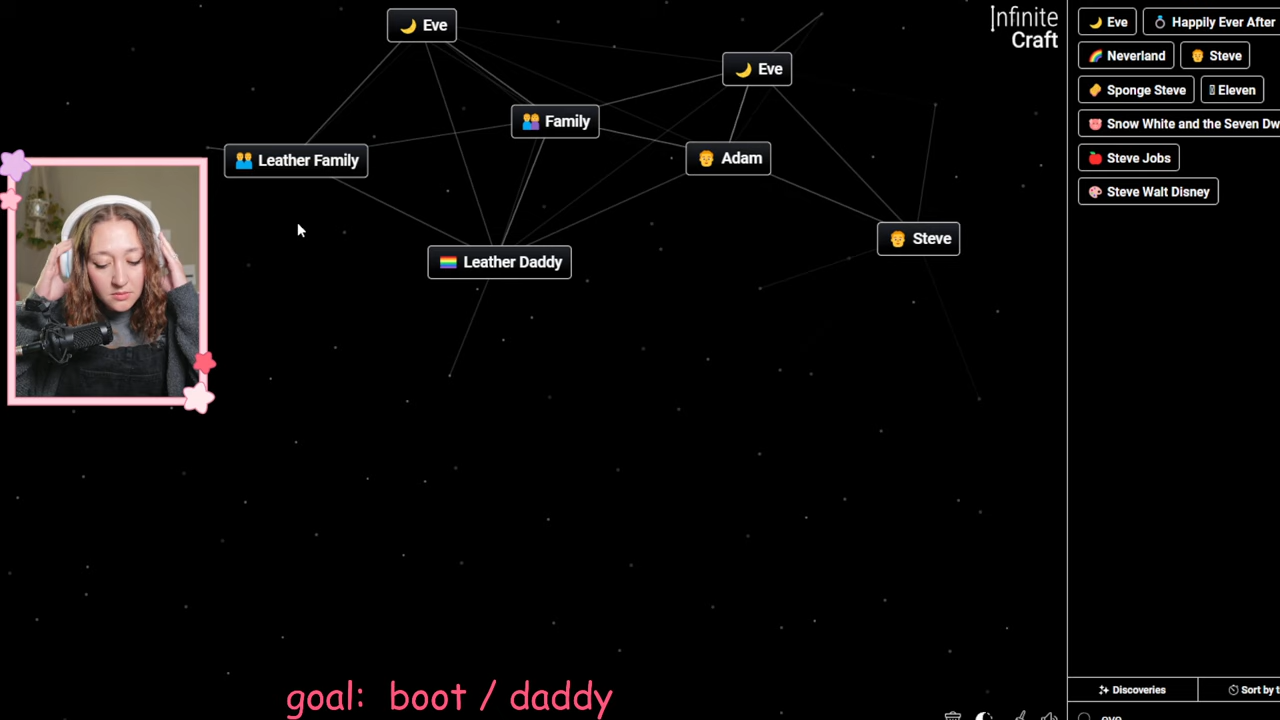 Eve
Infinite
Craft
Eve
Family
Leather Family
Adam
Steve
Leather Daddy
Eve
Happily Ever After
Neverland
Steve
Sponge Steve
Eleven
Snow White and the Seven Dw
Steve Jobs
Steve Walt Disney
Discoveries
Sort by t
goal: boot / daddy